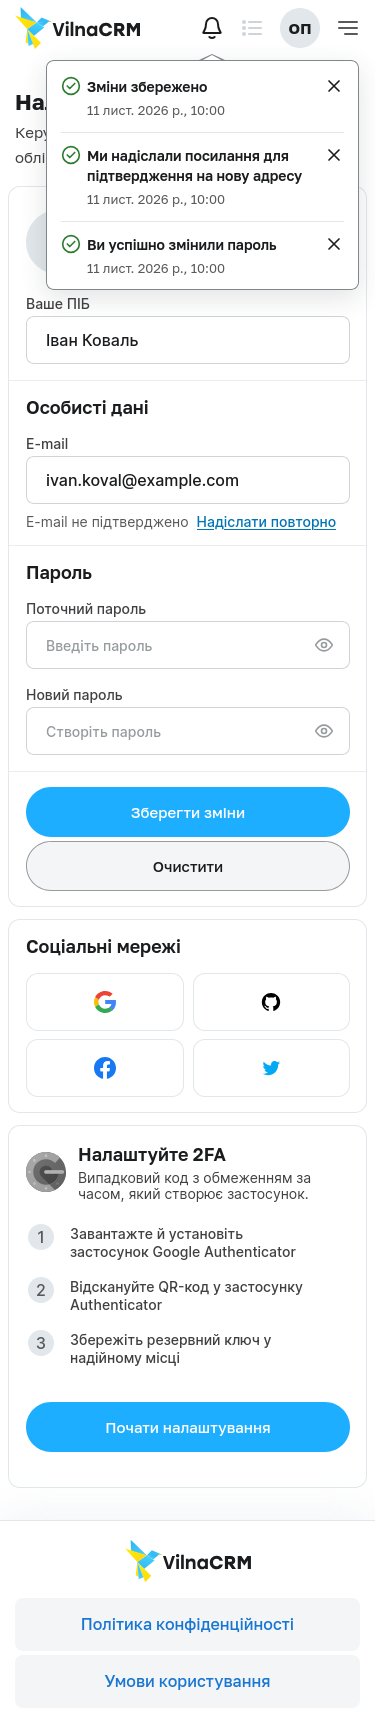 VilnaCRM
ОП
Зміни збережено
11 лист. 2026 р., 10:00
Ми надіслали посилання для
підтвердження на нову адресу
11 лист. 2026 р., 10:00
Ви успішно змінили пароль
11 лист. 2026 р., 10:00
Ваше ПІБ
Іван Коваль
Особисті дані
E-mail
ivan.koval@example.com
E-mail не підтверджено Надіслати повторно
Пароль
Поточний пароль
Введіть пароль
Новий пароль
Створіть пароль
Зберегти зміни
Очистити
Соціальні мережі
Налаштуйте 2FA
Випадковий код з обмеженням за
часом, який створює застосунок.
1 Завантажте й установіть
застосунок Google Authenticator
2 Відскануйте QR-код у застосунку
Authenticator
3 Збережіть резервний ключ у
надійному місці
Почати налаштування
VilnaCRM
Політика конфіденційності
Умови користування